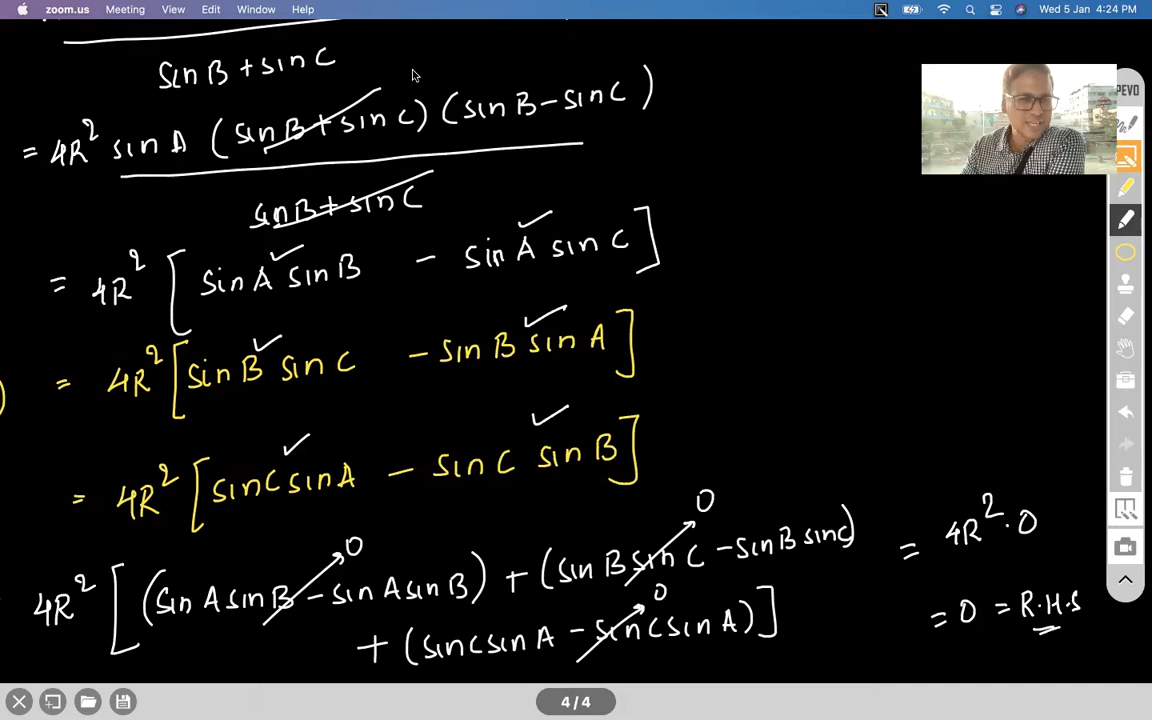 zoom.us Meeting View Edit Window Help Wed 5 Jan 4:24 PM
sinB + sinC
= 4R² sinA (sinB + sinC) (sinB - sinC)
sinB + sinC
= 4R² [ sinA sinB - sinA sinC ]
= 4R² [ sinB sinC - sinB sinA ]
)
= 4R² [ sinC sinA - sinC sinB ]
0 0
4R² [ (sinA sinB - sinA sinB) + (sinB sinC - sinB sinC) = 4R² · 0
0
+ (sinC sinA - sinC sinA) ] = 0 = R.H.S
4 / 4
PEVO